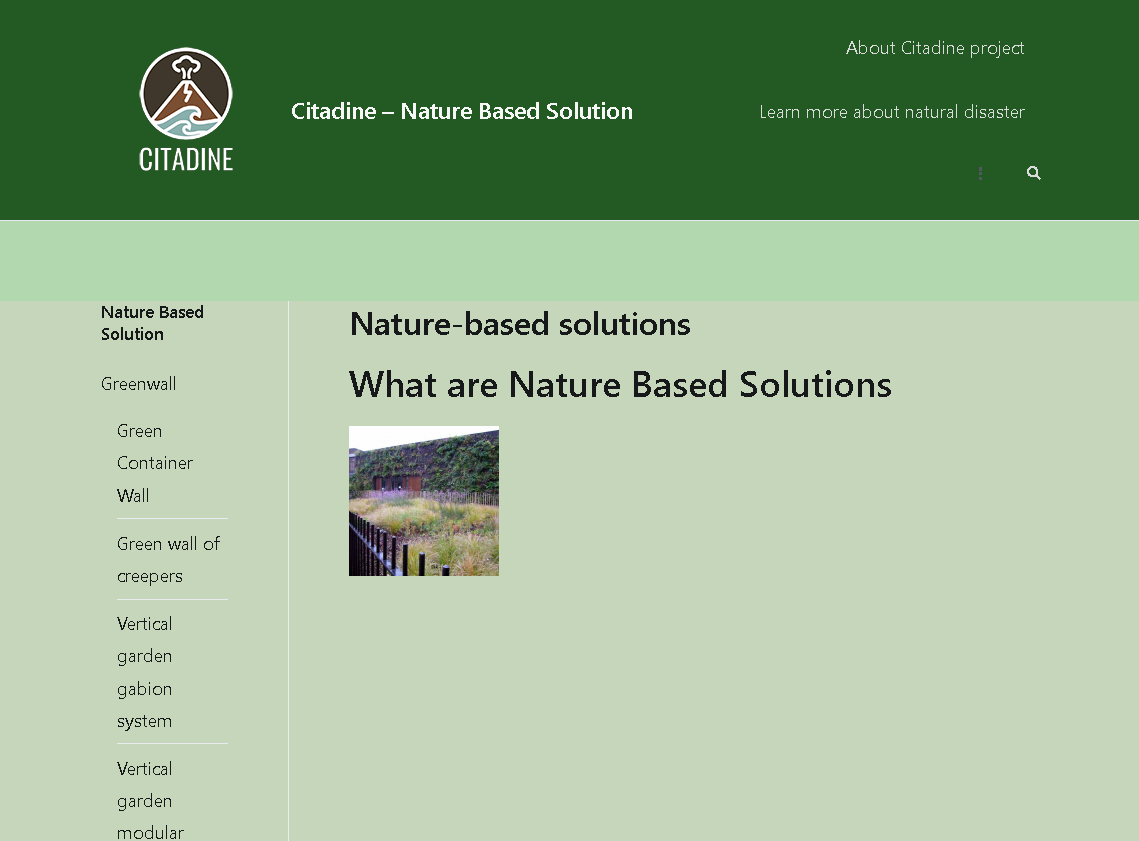 About Citadine project
CITADINE
Citadine – Nature Based Solution
Learn more about natural disaster
Nature Based
Solution
Greenwall
Green
Container
Wall
Green wall of
creepers
Vertical
garden
gabion
system
Vertical
garden
modular
Nature-based solutions
What are Nature Based Solutions